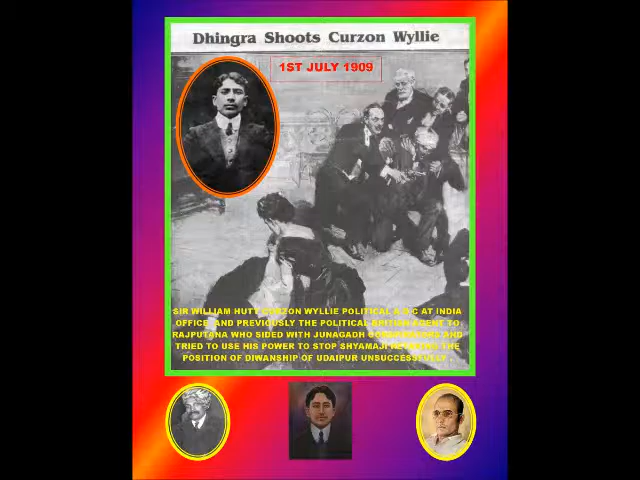 Dhingra Shoots Curzon Wyllie
1ST JULY 1909
SIR WILLIAM HUTT CURZON WYLLIE POLITICAL A D C AT INDIA
OFFICE AND PREVIOUSLY THE POLITICAL BRITISH AGENT TO
RAJPUTANA WHO SIDED WITH JUNAGADH AND
TRIED TO USE HIS POWER TO STOP SHYAMAJI THE
POSITION OF DIWANSHIP OF UDAIPUR UNSUCCESSFULLY .